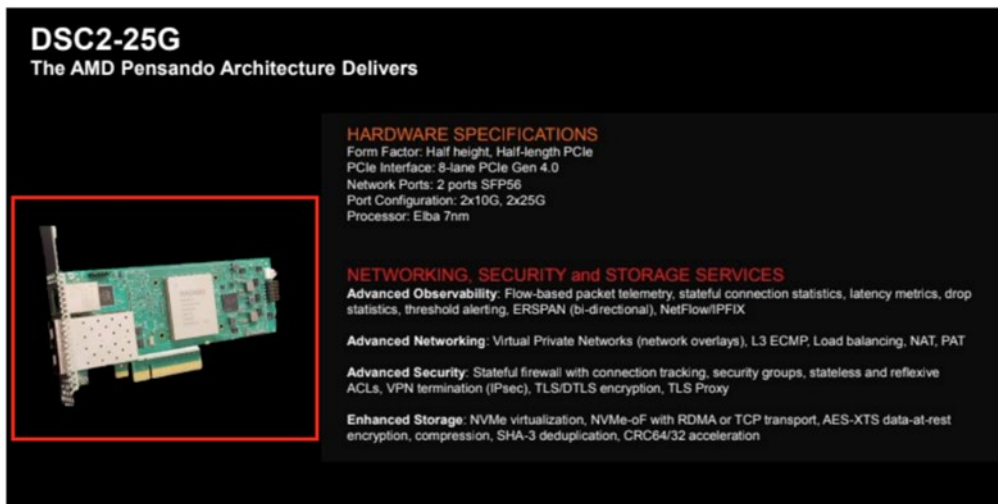 DSC2-25G
The AMD Pensando Architecture Delivers
HARDWARE SPECIFICATIONS
Form Factor: Half height, Half-length PCIe
PCIe Interface: 8-lane PCIe Gen 4.0
Network Ports: 2 ports SFP56
Port Configuration: 2x10G, 2x25G
Processor: Elba 7nm
NETWORKING, SECURITY and STORAGE SERVICES
Advanced Observability: Flow-based packet telemetry, stateful connection statistics, latency metrics, drop
statistics, threshold alerting, ERSPAN (bi-directional), NetFlow/IPFIX
Advanced Networking: Virtual Private Networks (network overlays), L3 ECMP, Load balancing, NAT, PAT
Advanced Security: Stateful firewall with connection tracking, security groups, stateless and reflexive
ACLs, VPN termination (IPsec), TLS/DTLS encryption, TLS Proxy
Enhanced Storage: NVMe virtualization, NVMe-oF with RDMA or TCP transport, AES-XTS data-at-rest
encryption, compression, SHA-3 deduplication, CRC64/32 acceleration